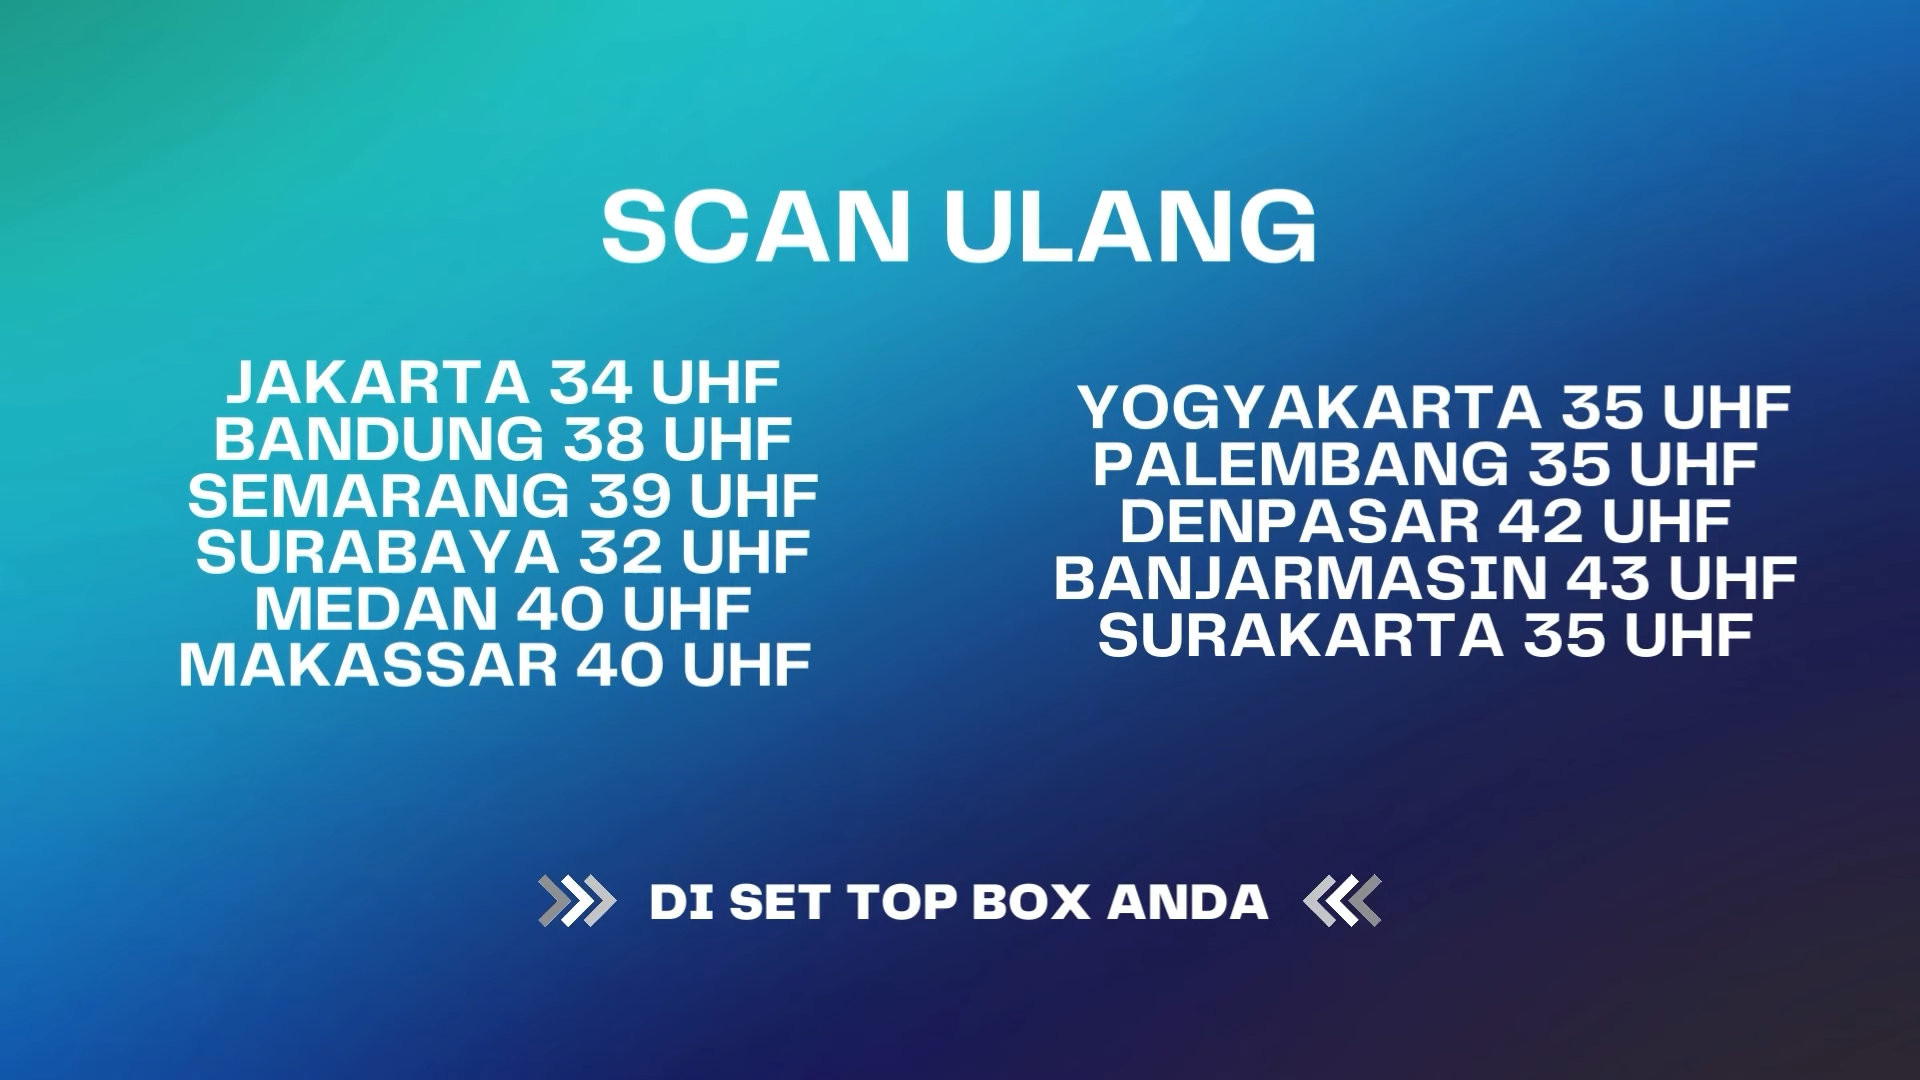 SCAN ULANG
JAKARTA 34 UHF
BANDUNG 38 UHF
SEMARANG 39 UHF
SURABAYA 32 UHF
MEDAN 40 UHF
MAKASSAR 40 UHF
YOGYAKARTA 35 UHF
PALEMBANG 35 UHF
DENPASAR 42 UHF
BANJARMASIN 43 UHF
SURAKARTA 35 UHF
DI SET TOP BOX ANDA